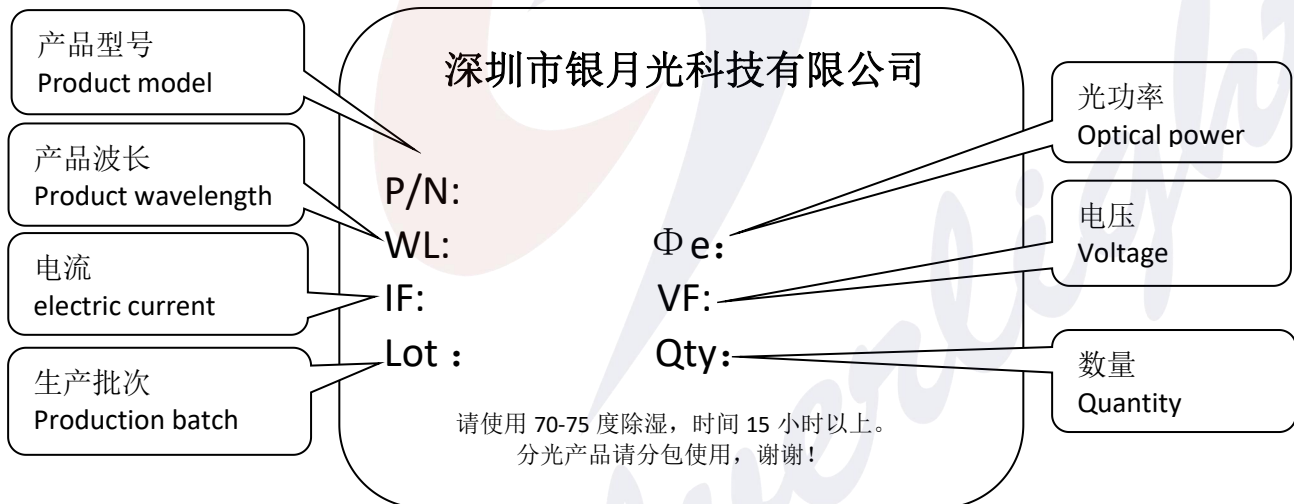 产品型号
Product model
产品波长
Product wavelength
电流
electric current
生产批次
Production batch
深圳市银月光科技有限公司
P/N:
WL: Φe：
IF: VF:
Lot： Qty：
请使用 70-75 度除湿，时间 15 小时以上。
分光产品请分包使用，谢谢！
光功率
Optical power
电压
Voltage
数量
Quantity